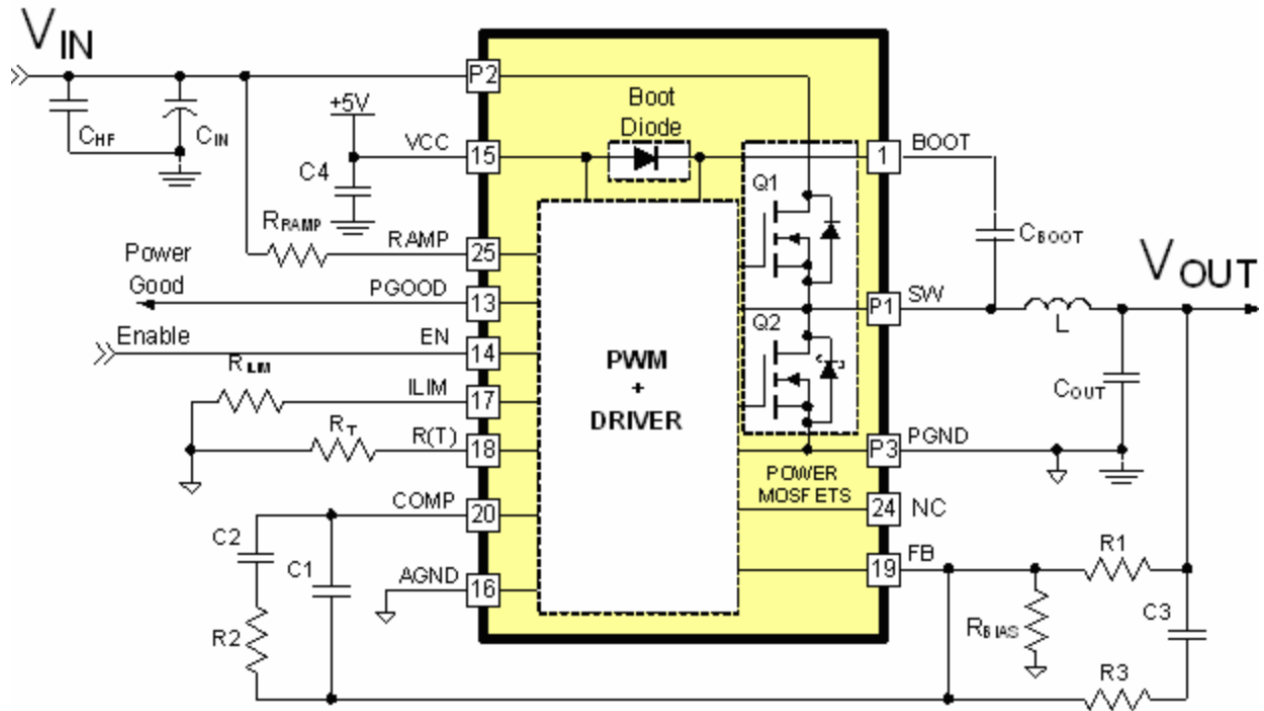 VIN
P2
+5V
Boot
Diode
CHF
CIN
VCC
15
1
BOOT
C4
Q1
RRAMP
RAMP
25
CBOOT
Power
Good
PGOOD
13
P1
SW
VOUT
L
Enable
EN
14
Q2
PWM
+
DRIVER
RILIM
ILIM
17
COUT
RT
R(T)
18
P3
PGND
POWER
MOSFETS
COMP
20
24
NC
C2
C1
19
FB
R1
AGND
16
R2
RBIAS
C3
R3